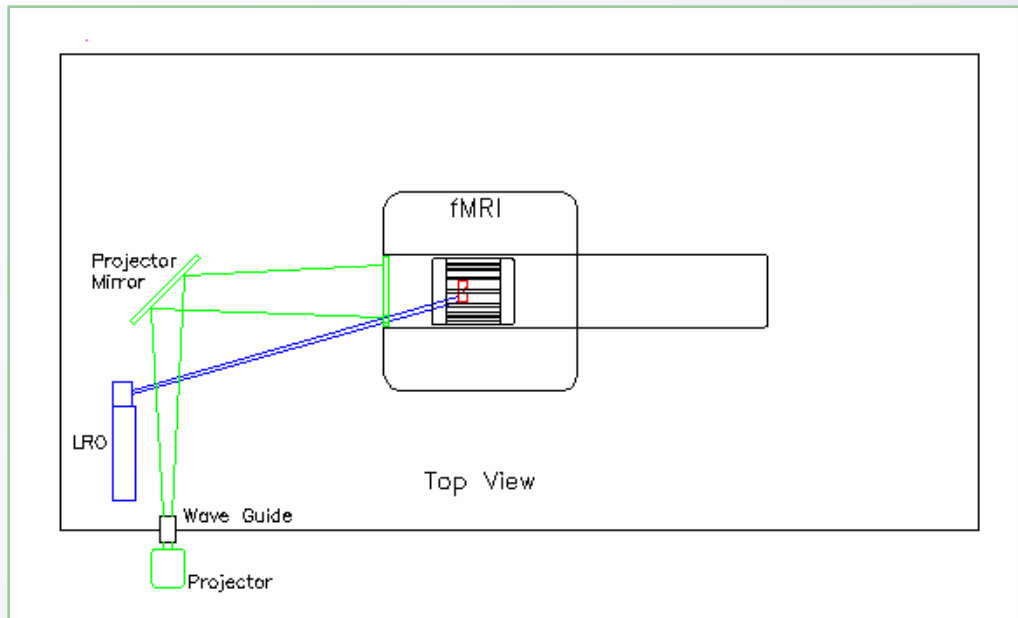 fMRI
Projector
Mirror
LRO
Top View
Wave Guide
Projector